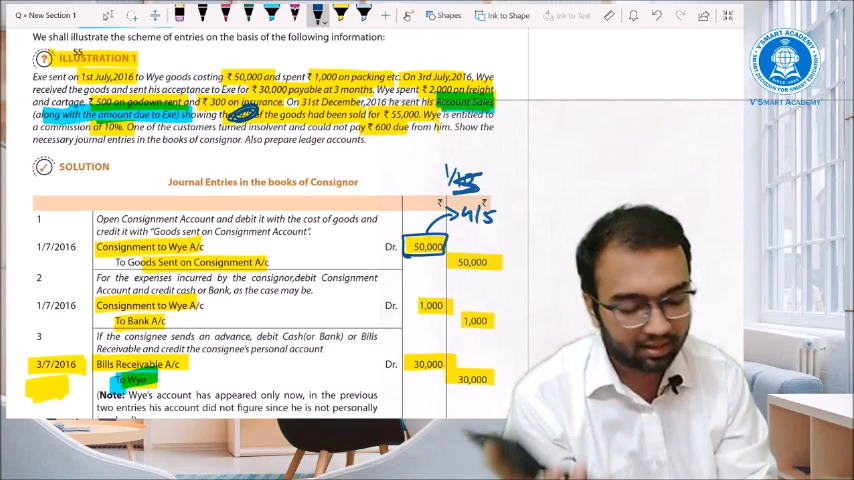 Q » New Section 1
Shapes
Ink to Shape
Ink to Text
We shall illustrate the scheme of entries on the basis of the following information:
SS
ILLUSTRATION 1
Exe sent on 1st July,2016 to Wye goods costing ₹ 50,000 and spent ₹ 1,000 on packing etc. On 3rd July,2016, Wye
received the goods and sent his acceptance to Exe for ₹ 30,000 payable at 3 months. Wye spent ₹ 2,000 on freight
and cartage, ₹ 500 on godown rent and ₹ 300 on insurance. On 31st December,2016 he sent his Account Sales
(along with the amount due to Exe) showing that of the goods had been sold for ₹ 55,000. Wye is entitled to
a commission of 10%. One of the customers turned insolvent and could not pay ₹ 600 due from him. Show the
necessary journal entries in the books of consignor. Also prepare ledger accounts.
SOLUTION
Journal Entries in the books of Consignor
₹ ₹
4/5
1 Open Consignment Account and debit it with the cost of goods and
credit it with "Goods sent on Consignment Account".
1/7/2016 Consignment to Wye A/c Dr. 50,000
To Goods Sent on Consignment A/c 50,000
2 For the expenses incurred by the consignor,debit Consignment
Account and credit cash or Bank, as the case may be.
1/7/2016 Consignment to Wye A/c Dr. 1,000
To Bank A/c 1,000
3 If the consignee sends an advance, debit Cash(or Bank) or Bills
Receivable and credit the consignee's personal account
3/7/2016 Bills Receivable A/c Dr. 30,000
To Wye 30,000
(Note: Wye's account has appeared only now, in the previous
two entries his account did not figure since he is not personally
V'SMART ACADEMY
V'Smart Academy